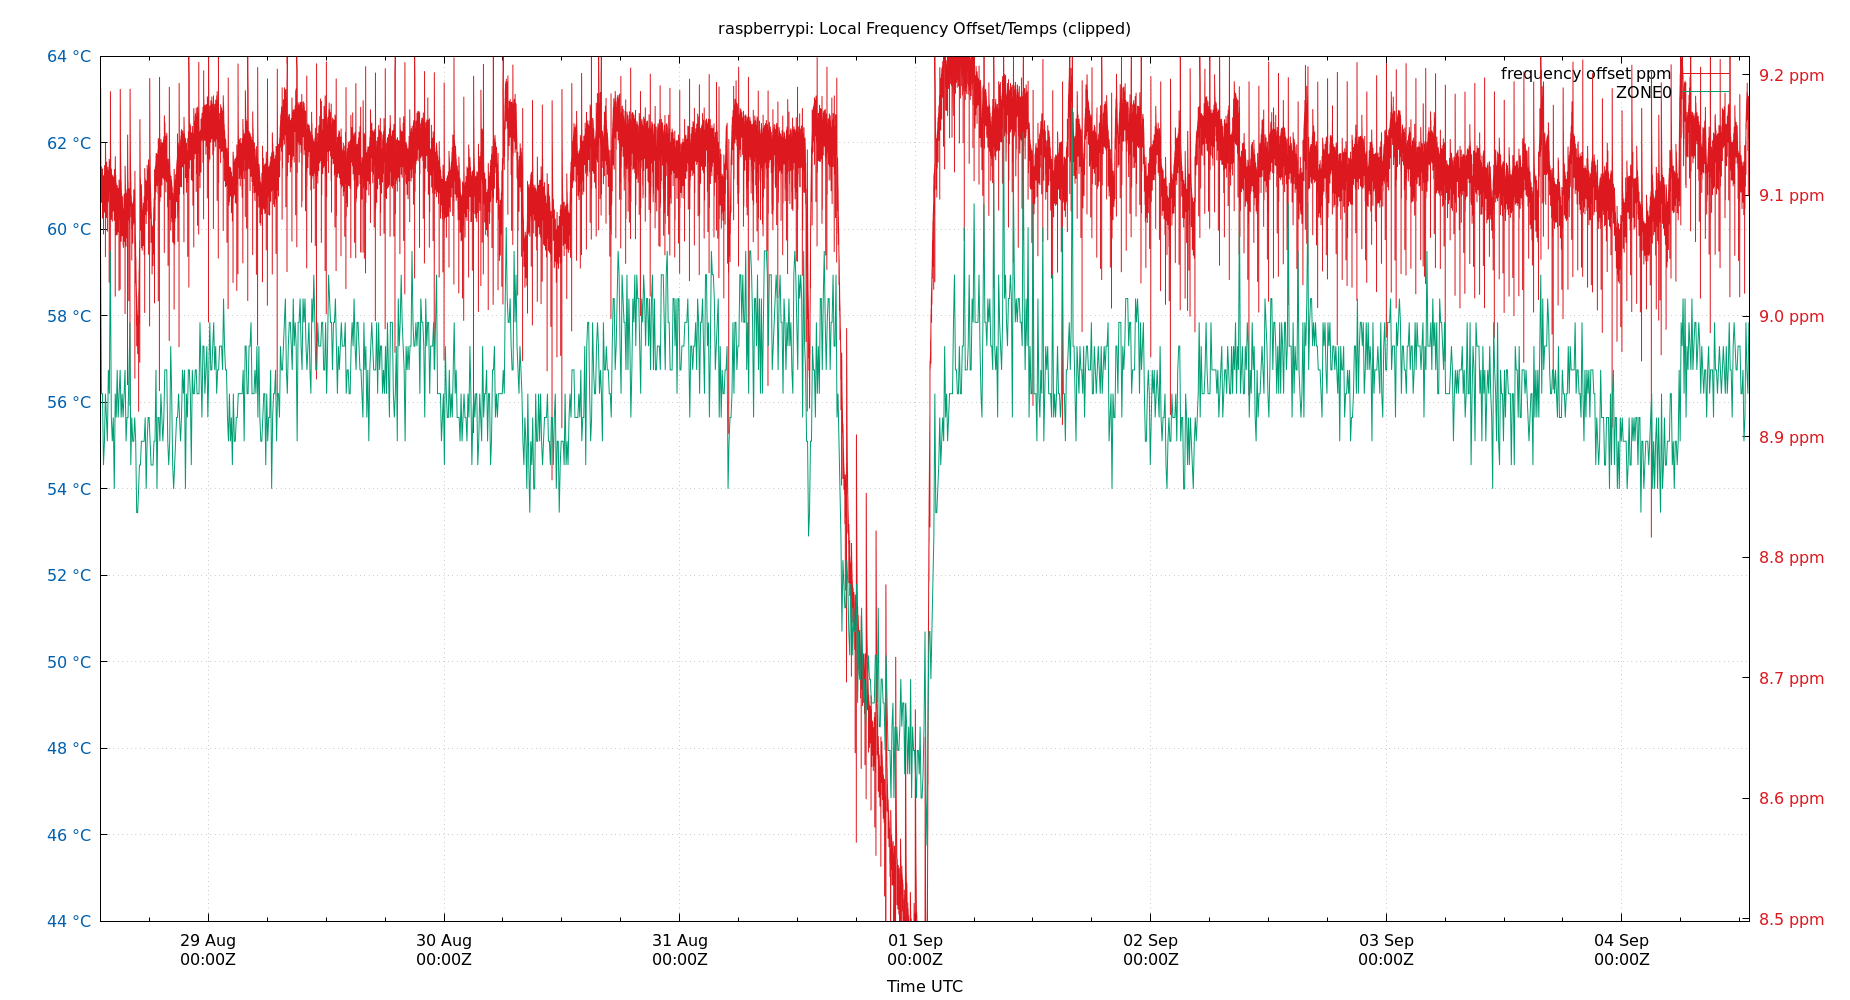 raspberrypi: Local Frequency Offset/Temps (clipped)
64 °C
62 °C
60 °C
58 °C
56 °C
54 °C
52 °C
50 °C
48 °C
46 °C
44 °C
frequency offset ppm
ZONE0
9.2 ppm
9.1 ppm
9.0 ppm
8.9 ppm
8.8 ppm
8.7 ppm
8.6 ppm
8.5 ppm
29 Aug
00:00Z
30 Aug
00:00Z
31 Aug
00:00Z
01 Sep
00:00Z
02 Sep
00:00Z
03 Sep
00:00Z
04 Sep
00:00Z
Time UTC